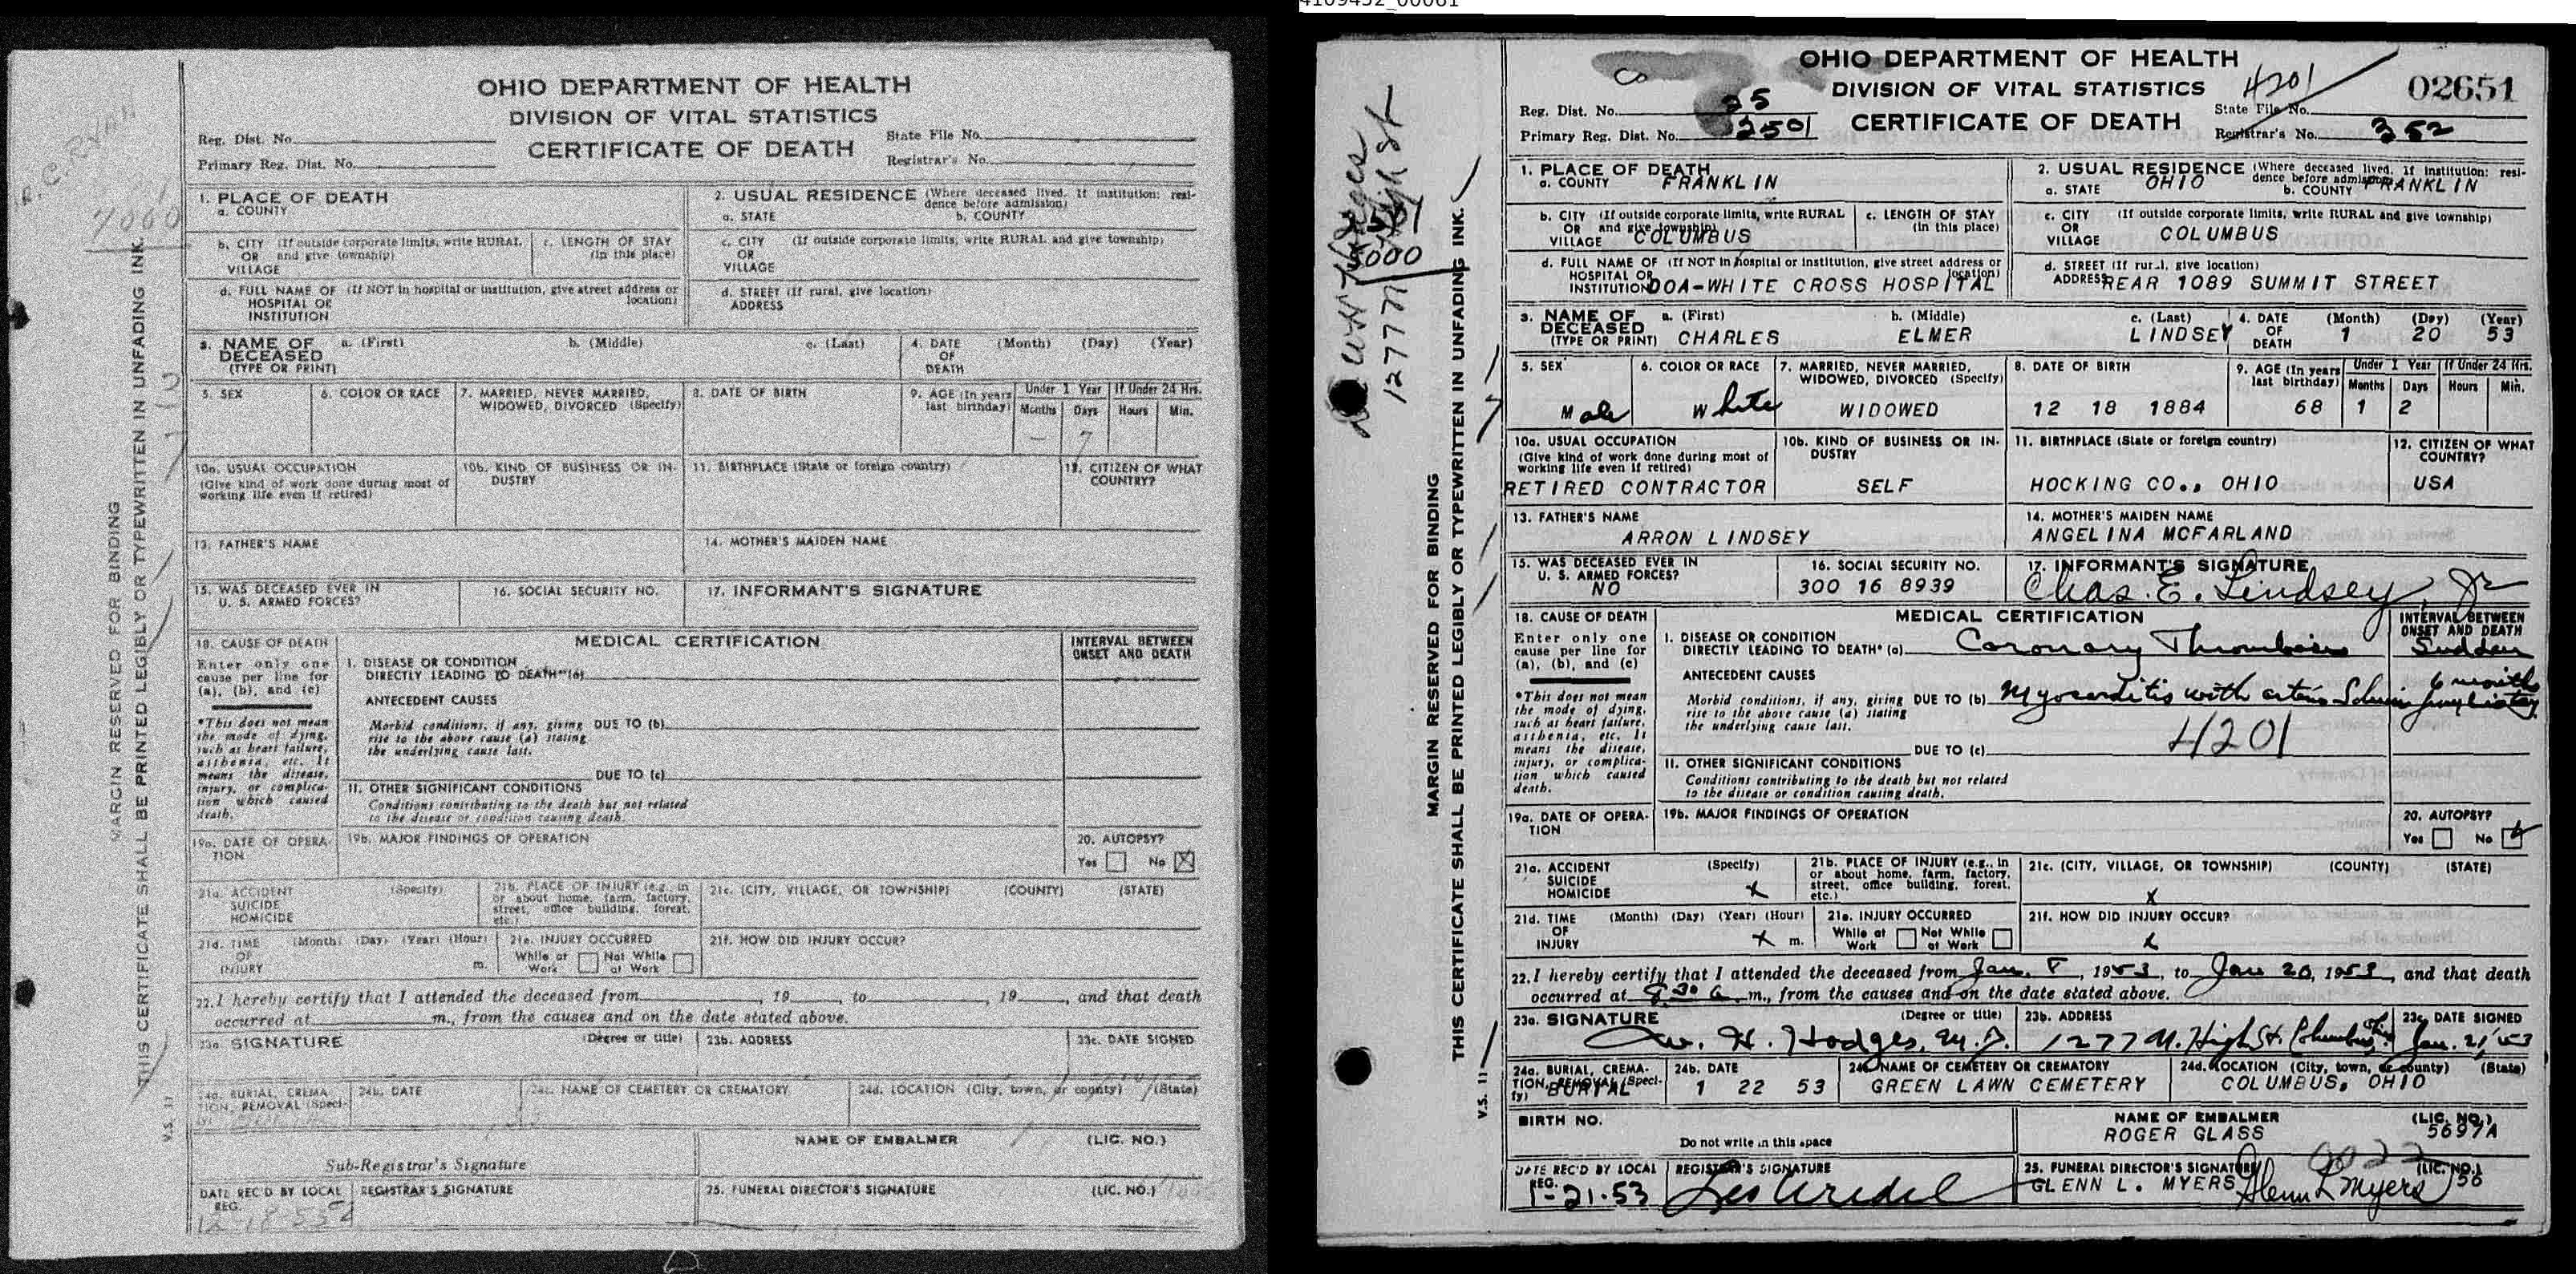 OHIO DEPARTMENT OF HEALTH
DIVISION OF VITAL STATISTICS
CERTIFICATE OF DEATH
Reg. Dist. No.
Primary Reg. Dist. No.
State File No.
Registrar's No.
R. C. RYAN
7000
MARGIN RESERVED FOR BINDING
THIS CERTIFICATE SHALL BE PRINTED LEGIBLY OR TYPEWRITTEN IN UNFADING INK.
V.S. 11
1. PLACE OF DEATH
a. COUNTY
2. USUAL RESIDENCE (Where deceased lived. If institution: resi-
dence before admission)
a. STATE b. COUNTY
b. CITY (If outside corporate limits, write RURAL
OR and give township)
VILLAGE
c. LENGTH OF STAY
(in this place)
c. CITY (If outside corporate limits, write RURAL and give township)
OR
VILLAGE
d. FULL NAME OF (If NOT in hospital or institution, give street address or
HOSPITAL OR location)
INSTITUTION
d. STREET (If rural, give location)
ADDRESS
3. NAME OF a. (First) b. (Middle) c. (Last)
DECEASED
(TYPE OR PRINT)
4. DATE (Month) (Day) (Year)
OF
DEATH
5. SEX
6. COLOR OR RACE
7. MARRIED, NEVER MARRIED,
WIDOWED, DIVORCED (Specify)
8. DATE OF BIRTH
9. AGE (In years
last birthday)
Under 1 Year If Under 24 Hrs.
Months Days Hours Min.
— 7
10a. USUAL OCCUPATION
(Give kind of work done during most of
working life even if retired)
10b. KIND OF BUSINESS OR IN-
DUSTRY
11. BIRTHPLACE (State or foreign country)
12. CITIZEN OF WHAT
COUNTRY?
13. FATHER'S NAME
14. MOTHER'S MAIDEN NAME
15. WAS DECEASED EVER IN
U. S. ARMED FORCES?
16. SOCIAL SECURITY NO.
17. INFORMANT'S SIGNATURE
18. CAUSE OF DEATH
Enter only one
cause per line for
(a), (b), and (c)
*This does not mean
the mode of dying,
such as heart failure,
asthenia, etc. It
means the disease,
injury, or complica-
tion which caused
death.
MEDICAL CERTIFICATION
INTERVAL BETWEEN
ONSET AND DEATH
I. DISEASE OR CONDITION
DIRECTLY LEADING TO DEATH* (a)
ANTECEDENT CAUSES
Morbid conditions, if any, giving DUE TO (b)
rise to the above cause (a) stating
the underlying cause last.
DUE TO (c)
II. OTHER SIGNIFICANT CONDITIONS
Conditions contributing to the death but not related
to the disease or condition causing death.
19a. DATE OF OPERA-
TION
19b. MAJOR FINDINGS OF OPERATION
20. AUTOPSY?
Yes No X
21a. ACCIDENT (Specify)
SUICIDE
HOMICIDE
21b. PLACE OF INJURY (e.g., in
or about home, farm, factory,
street, office building, forest,
etc.)
21c. (CITY, VILLAGE, OR TOWNSHIP) (COUNTY) (STATE)
21d. TIME (Month) (Day) (Year) (Hour)
OF
INJURY m.
21e. INJURY OCCURRED
While at Not While
Work at Work
21f. HOW DID INJURY OCCUR?
22. I hereby certify that I attended the deceased from , 19 , to , 19 , and that death
occurred at m., from the causes and on the date stated above.
23a. SIGNATURE (Degree or title)
23b. ADDRESS
23c. DATE SIGNED
24a. BURIAL, CREMA-
TION, REMOVAL (Speci-
fy)
24b. DATE
24c. NAME OF CEMETERY OR CREMATORY
24d. LOCATION (City, town, or county) (State)
Sub-Registrar's Signature
NAME OF EMBALMER (LIC. NO.)
DATE REC'D BY LOCAL
REG.
12-18-53
REGISTRAR'S SIGNATURE
25. FUNERAL DIRECTOR'S SIGNATURE (LIC. NO.)
OHIO DEPARTMENT OF HEALTH
DIVISION OF VITAL STATISTICS
CERTIFICATE OF DEATH
Reg. Dist. No. 25
Primary Reg. Dist. No. 2501
4201
State File No. 02651
Registrar's No. 352
8
5000
MARGIN RESERVED FOR BINDING
THIS CERTIFICATE SHALL BE PRINTED LEGIBLY OR TYPEWRITTEN IN UNFADING INK.
V.S. 11
1. PLACE OF DEATH
a. COUNTY FRANKLIN
2. USUAL RESIDENCE (Where deceased lived. If institution: resi-
dence before admission)
a. STATE OHIO b. COUNTY FRANKLIN
b. CITY (If outside corporate limits, write RURAL
OR and give township)
VILLAGE COLUMBUS
c. LENGTH OF STAY
(in this place)
c. CITY (If outside corporate limits, write RURAL and give township)
OR
VILLAGE COLUMBUS
d. FULL NAME OF (If NOT in hospital or institution, give street address or
HOSPITAL OR location)
INSTITUTION DOA-WHITE CROSS HOSPITAL
d. STREET (If rural, give location)
ADDRESS REAR 1089 SUMMIT STREET
3. NAME OF a. (First) b. (Middle) c. (Last)
DECEASED
(TYPE OR PRINT) CHARLES ELMER LINDSEY
4. DATE (Month) (Day) (Year)
OF
DEATH 1 20 53
5. SEX
Male
6. COLOR OR RACE
White
7. MARRIED, NEVER MARRIED,
WIDOWED, DIVORCED (Specify)
WIDOWED
8. DATE OF BIRTH
12 18 1884
9. AGE (In years
last birthday)
68
Under 1 Year If Under 24 Hrs.
Months Days Hours Min.
1 2
10a. USUAL OCCUPATION
(Give kind of work done during most of
working life even if retired)
RETIRED CONTRACTOR
10b. KIND OF BUSINESS OR IN-
DUSTRY
SELF
11. BIRTHPLACE (State or foreign country)
HOCKING CO., OHIO
12. CITIZEN OF WHAT
COUNTRY?
USA
13. FATHER'S NAME
ARRON LINDSEY
14. MOTHER'S MAIDEN NAME
ANGELINA MCFARLAND
15. WAS DECEASED EVER IN
U. S. ARMED FORCES?
NO
16. SOCIAL SECURITY NO.
300 16 8939
17. INFORMANT'S SIGNATURE
Chas. E. Lindsey, Jr
18. CAUSE OF DEATH
Enter only one
cause per line for
(a), (b), and (c)
*This does not mean
the mode of dying,
such as heart failure,
asthenia, etc. It
means the disease,
injury, or complica-
tion which caused
death.
MEDICAL CERTIFICATION
INTERVAL BETWEEN
ONSET AND DEATH
I. DISEASE OR CONDITION
DIRECTLY LEADING TO DEATH* (a) Coronary Thrombosis Sudden
ANTECEDENT CAUSES
Morbid conditions, if any, giving DUE TO (b) Myocarditis with 6 months
rise to the above cause (a) stating
the underlying cause last.
4201
DUE TO (c)
II. OTHER SIGNIFICANT CONDITIONS
Conditions contributing to the death but not related
to the disease or condition causing death.
19a. DATE OF OPERA-
TION
19b. MAJOR FINDINGS OF OPERATION
20. AUTOPSY?
Yes No
21a. ACCIDENT (Specify)
SUICIDE
HOMICIDE X
21b. PLACE OF INJURY (e.g., in
or about home, farm, factory,
street, office building, forest,
etc.)
21c. (CITY, VILLAGE, OR TOWNSHIP) (COUNTY) (STATE)
X
21d. TIME (Month) (Day) (Year) (Hour)
OF
INJURY X m.
21e. INJURY OCCURRED
While at Not While
Work at Work
21f. HOW DID INJURY OCCUR?
X
22. I hereby certify that I attended the deceased from Jan. 8, 1953, to Jan 20, 1953, and that death
occurred at 8:30 a m., from the causes and on the date stated above.
23a. SIGNATURE (Degree or title)
W. H. Hodges, M.D.
23b. ADDRESS
1277 N. High St. Columbus
23c. DATE SIGNED
Jan. 21, 53
24a. BURIAL, CREMA-
TION, REMOVAL (Speci-
fy) BURIAL
24b. DATE
1 22 53
24c. NAME OF CEMETERY OR CREMATORY
GREEN LAWN CEMETERY
24d. LOCATION (City, town, or county) (State)
COLUMBUS, OHIO
BIRTH NO.
Do not write in this space
NAME OF EMBALMER (LIC. NO.)
ROGER GLASS 5697A
DATE REC'D BY LOCAL
REG.
1-21-53
REGISTRAR'S SIGNATURE
25. FUNERAL DIRECTOR'S SIGNATURE (LIC. NO.)
GLENN L. MYERS Glenn L Myers 56